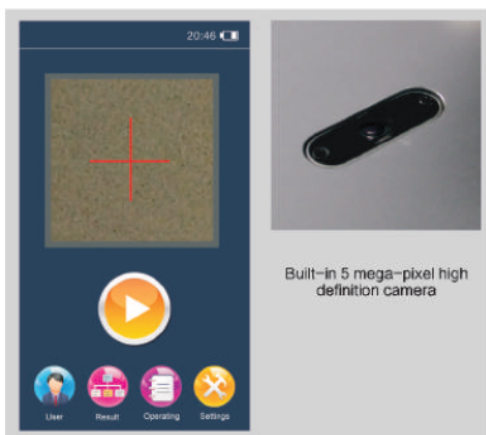 20:46
Built-in 5 mega-pixel high
definition camera
User Result Operating Settings